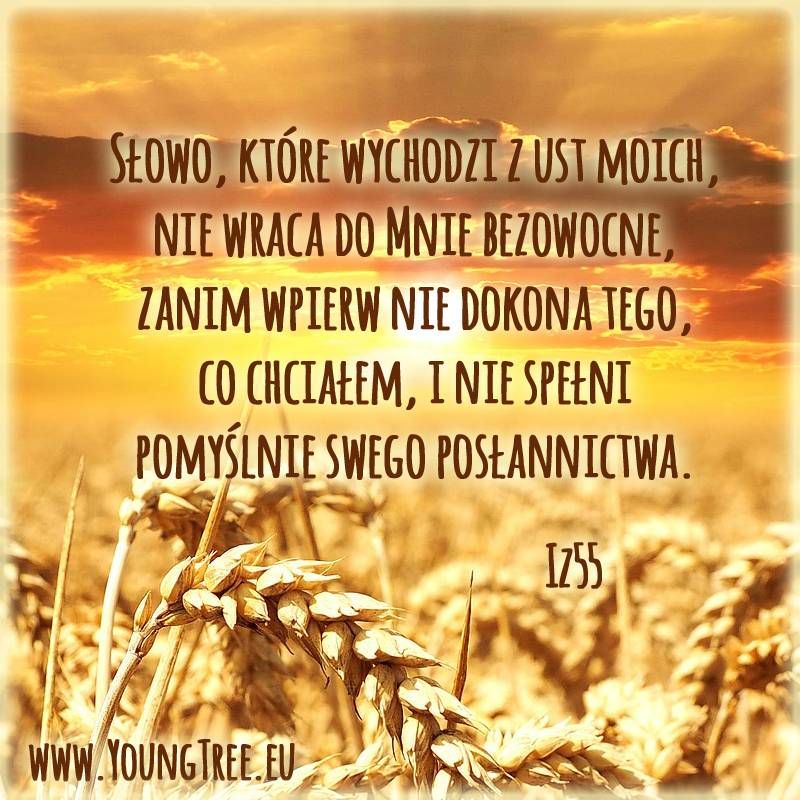 Słowo, które wychodzi z ust moich,
nie wraca do Mnie bezowocne,
zanim wpierw nie dokona tego,
co chciałem, i nie spełni
pomyślnie swego posłannictwa.
Iz55
www.YoungTree.eu